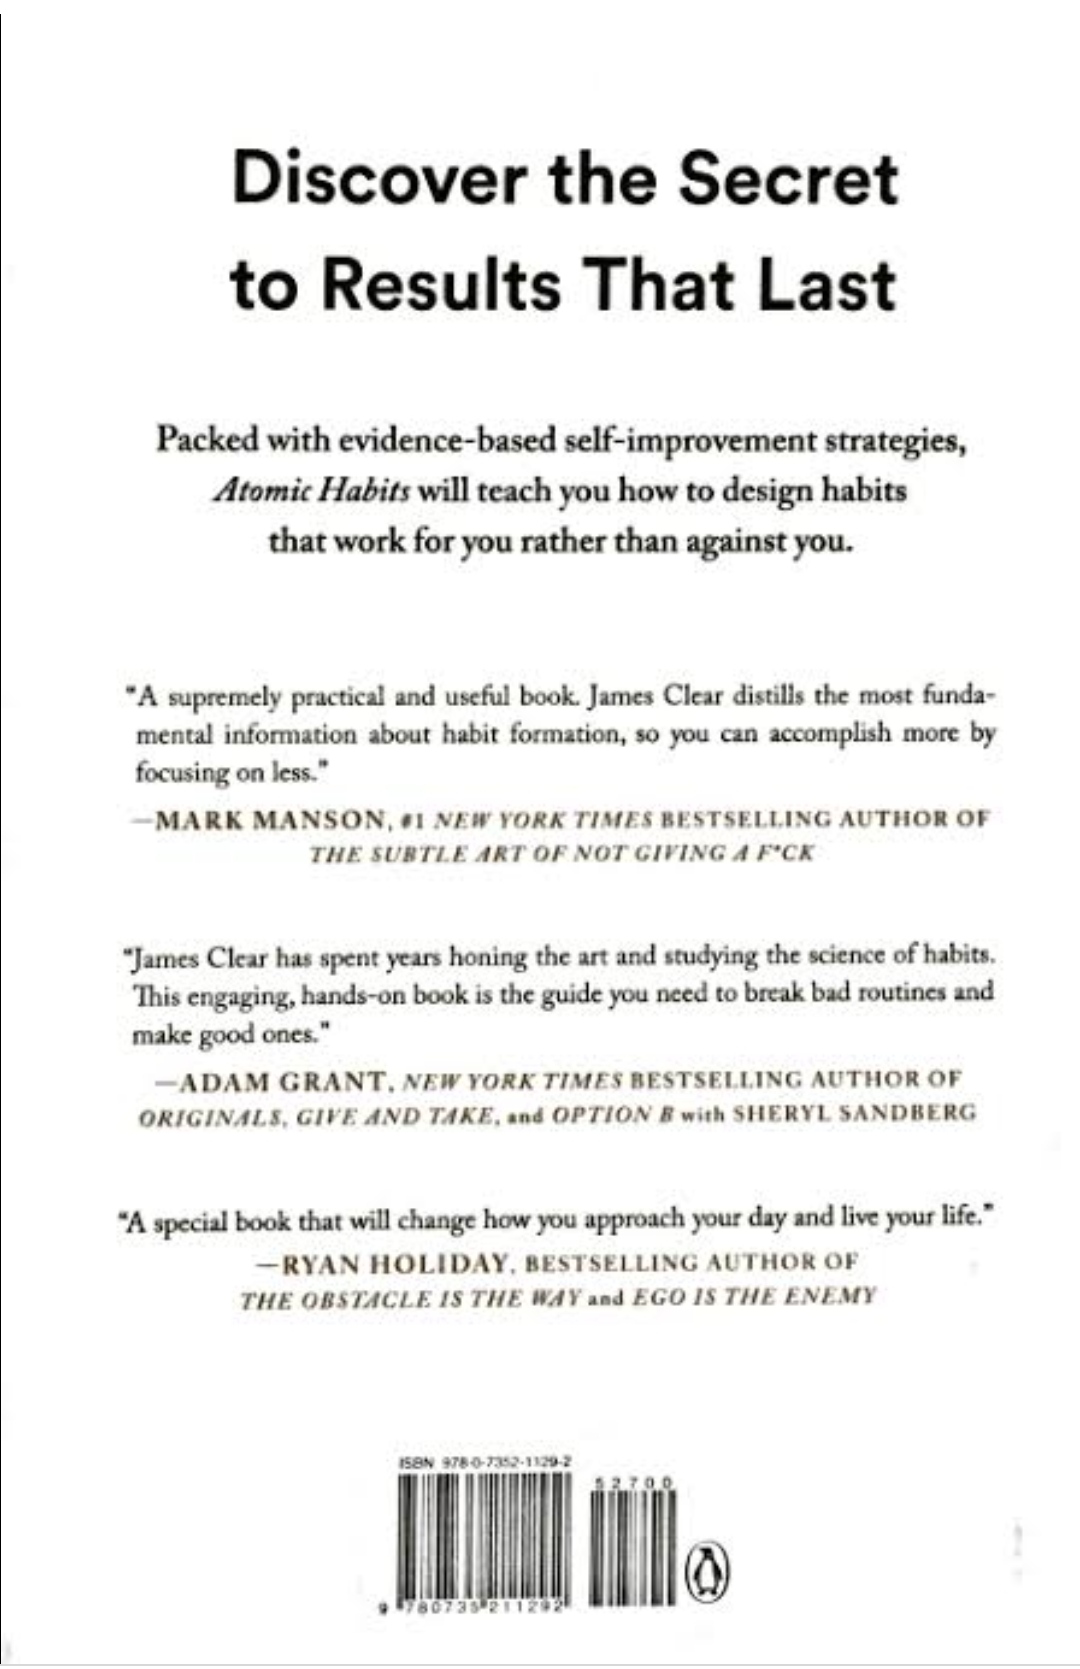 Discover the Secret
to Results That Last
Packed with evidence-based self-improvement strategies,
Atomic Habits will teach you how to design habits
that work for you rather than against you.
"A supremely practical and useful book. James Clear distills the most funda-
mental information about habit formation, so you can accomplish more by
focusing on less."
—MARK MANSON, #1 NEW YORK TIMES BESTSELLING AUTHOR OF
THE SUBTLE ART OF NOT GIVING A F*CK
"James Clear has spent years honing the art and studying the science of habits.
This engaging, hands-on book is the guide you need to break bad routines and
make good ones."
—ADAM GRANT, NEW YORK TIMES BESTSELLING AUTHOR OF
ORIGINALS, GIVE AND TAKE, and OPTION B with SHERYL SANDBERG
"A special book that will change how you approach your day and live your life."
—RYAN HOLIDAY, BESTSELLING AUTHOR OF
THE OBSTACLE IS THE WAY and EGO IS THE ENEMY
ISBN 978-0-7352-1129-2
52700
9 780735 211292